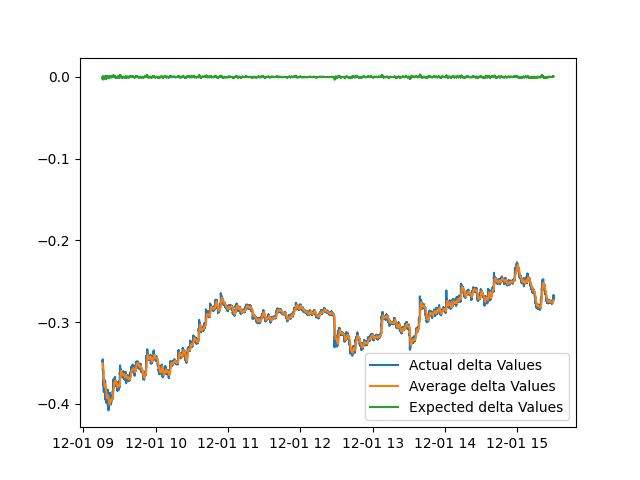 0.0
−0.1
−0.2
−0.3
−0.4
12-01 09 12-01 10 12-01 11 12-01 12 12-01 13 12-01 14 12-01 15
Actual delta Values
Average delta Values
Expected delta Values